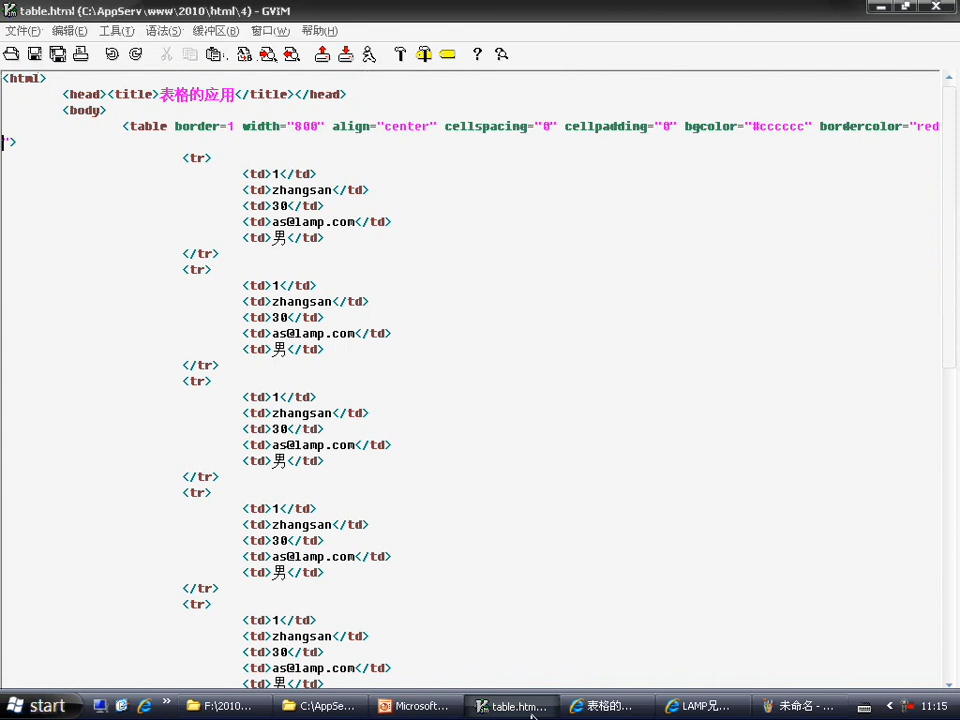 table.html (C:\AppServ\www\2010\html\4) - GVIM
文件(F) 编辑(E) 工具(T) 语法(S) 缓冲区(B) 窗口(W) 帮助(H)
<html>
<head><title>表格的应用</title></head>
<body>
<table border=1 width="800" align="center" cellspacing="0" cellpadding="0" bgcolor="#cccccc" bordercolor="red
">
<tr>
<td>1</td>
<td>zhangsan</td>
<td>30</td>
<td>as@lamp.com</td>
<td>男</td>
</tr>
<tr>
<td>1</td>
<td>zhangsan</td>
<td>30</td>
<td>as@lamp.com</td>
<td>男</td>
</tr>
<tr>
<td>1</td>
<td>zhangsan</td>
<td>30</td>
<td>as@lamp.com</td>
<td>男</td>
</tr>
<tr>
<td>1</td>
<td>zhangsan</td>
<td>30</td>
<td>as@lamp.com</td>
<td>男</td>
</tr>
<tr>
<td>1</td>
<td>zhangsan</td>
<td>30</td>
<td>as@lamp.com</td>
<td>男</td>
start F:\2010... C:\AppSe... Microsoft... table.htm... 表格的... LAMP兄... 未命名 - ... 11:15